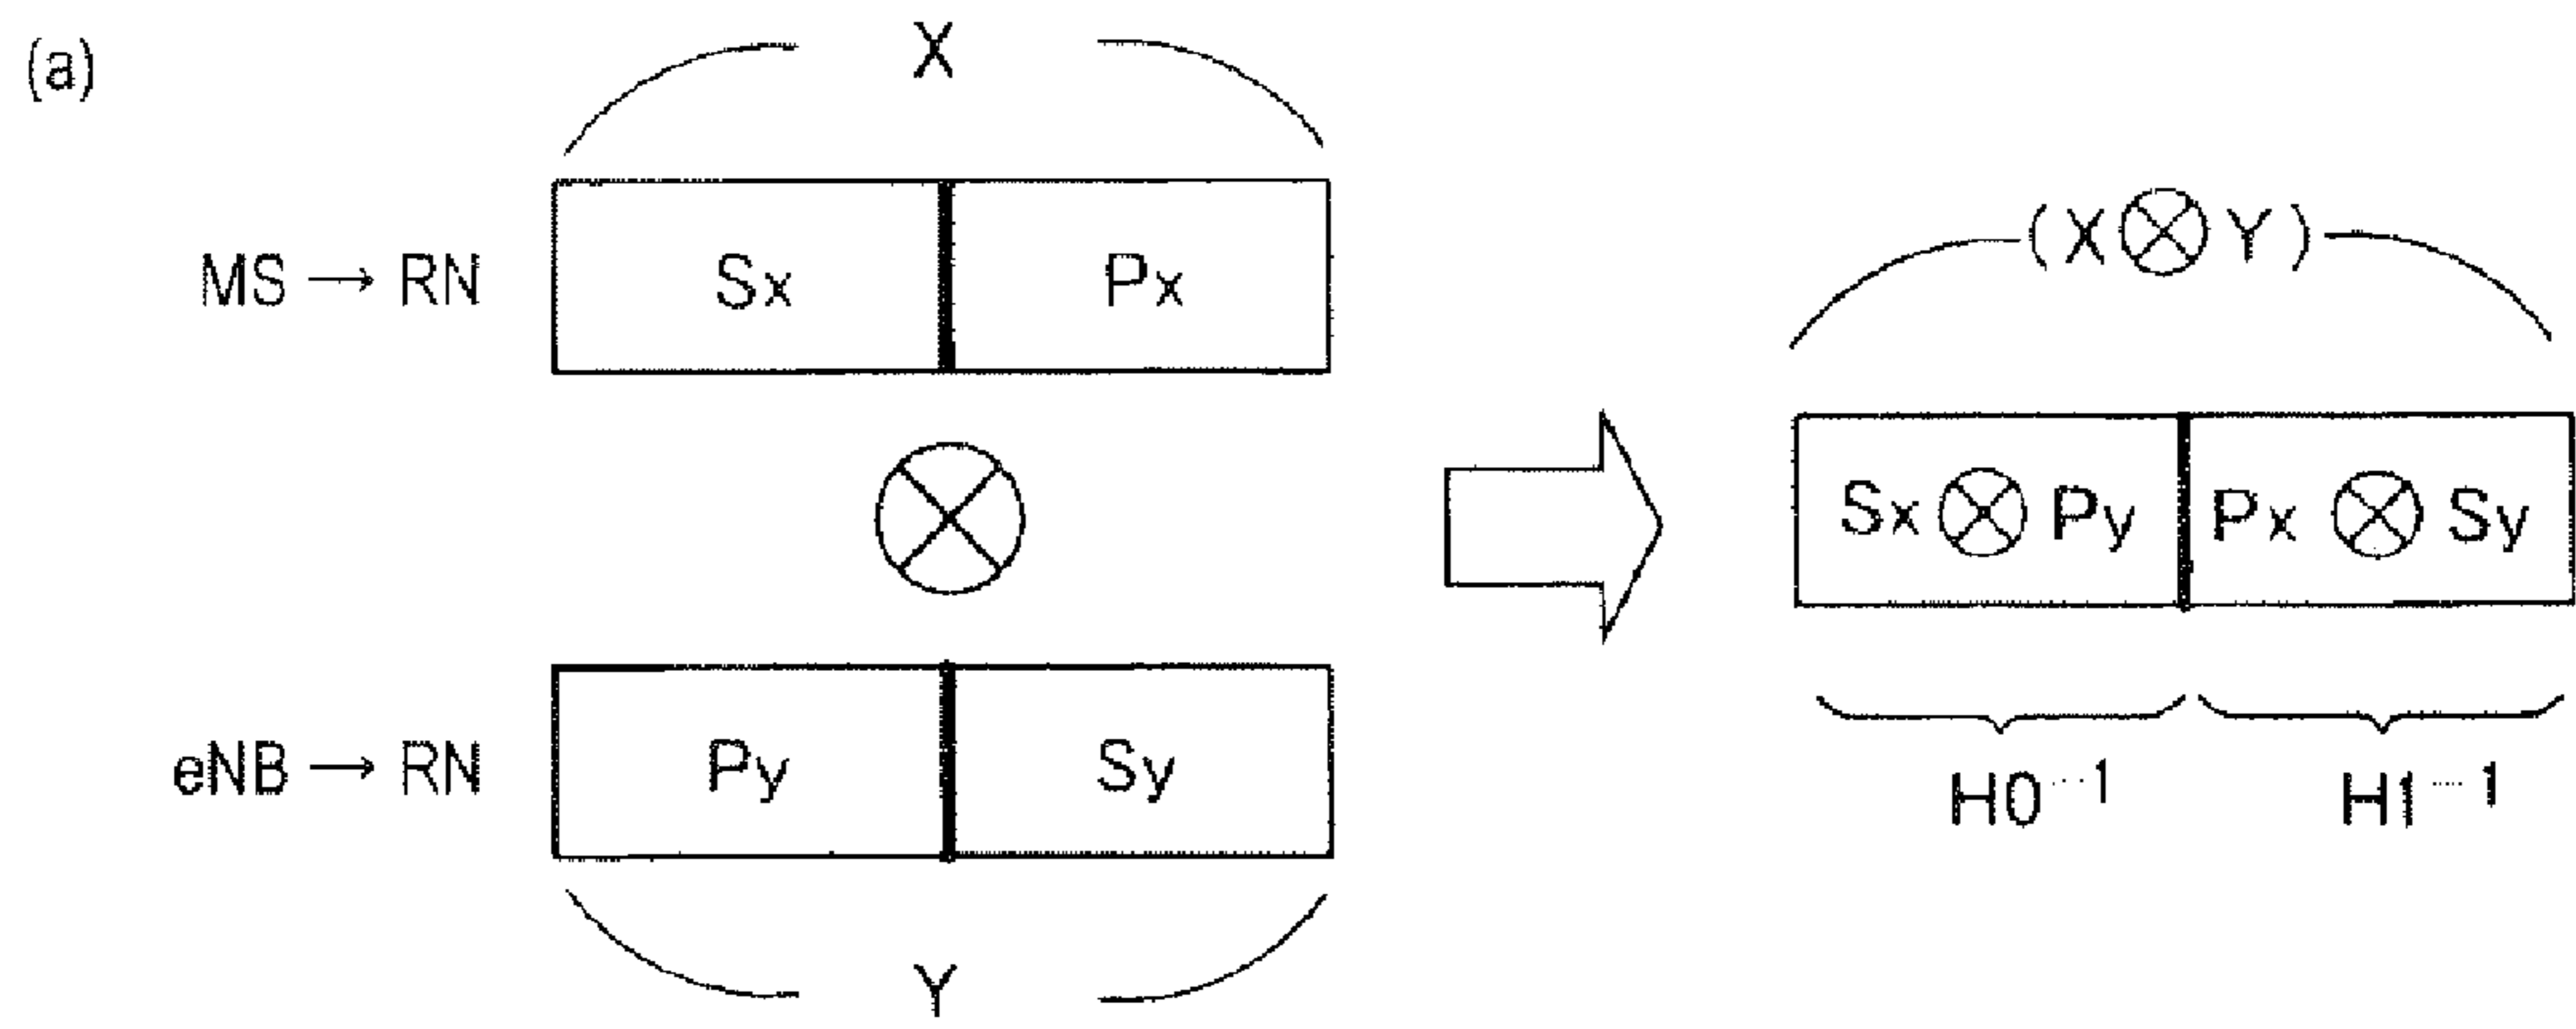 (a)
X
MS → RN
Sx
Px
eNB → RN
Py
Sy
Y
(X ⊗ Y)
Sx ⊗ Py
Px ⊗ Sy
H0⁻¹
H1⁻¹